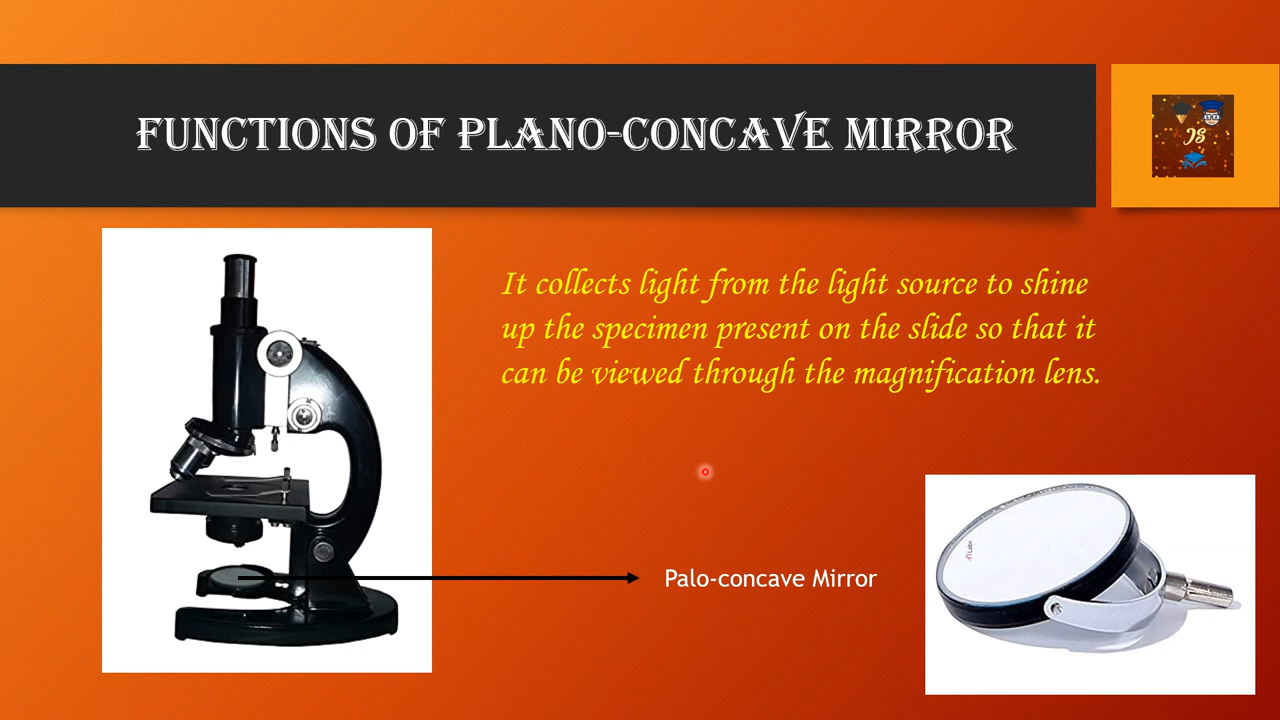 FUNCTIONS OF PLANO-CONCAVE MIRROR
JS
It collects light from the light source to shine
up the specimen present on the slide so that it
can be viewed through the magnification lens.
Palo-concave Mirror